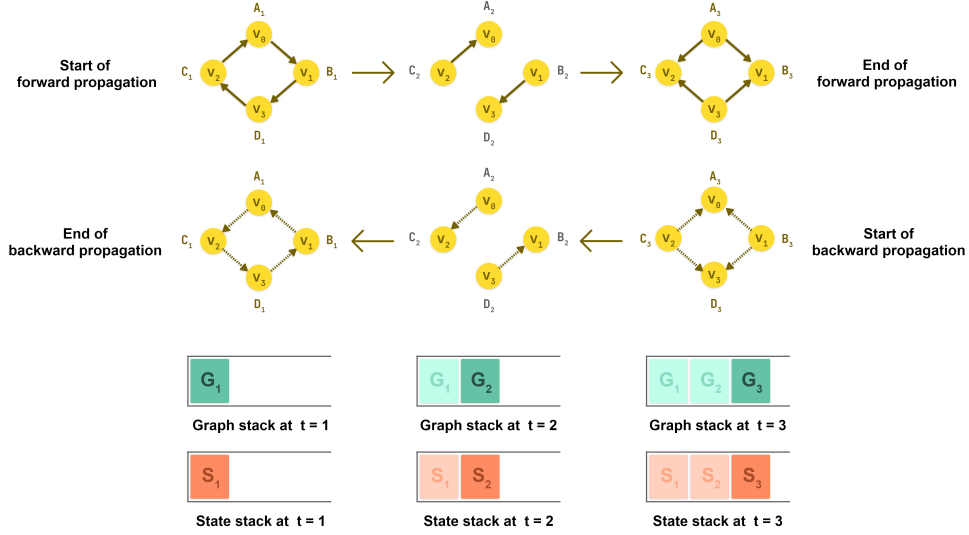 A₁ A₂ A₃
V₀ V₀ V₀
Start of
forward propagation
C₁ V₂ V₁ B₁ C₂ V₂ V₁ B₂ C₃ V₂ V₁ B₃
End of
forward propagation
V₃ V₃ V₃
D₁ D₂ D₃
A₁ A₂ A₃
V₀ V₀ V₀
End of
backward propagation
C₁ V₂ V₁ B₁ C₂ V₂ V₁ B₂ C₃ V₂ V₁ B₃
Start of
backward propagation
V₃ V₃ V₃
D₁ D₂ D₃
G₁ G₁ G₂ G₁ G₂ G₃
Graph stack at t = 1 Graph stack at t = 2 Graph stack at t = 3
S₁ S₁ S₂ S₁ S₂ S₃
State stack at t = 1 State stack at t = 2 State stack at t = 3